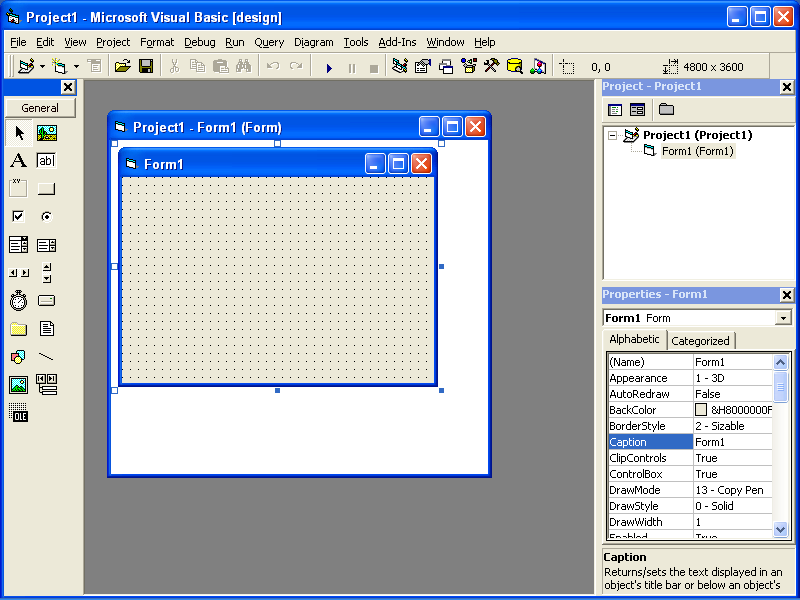 Project1 - Microsoft Visual Basic [design]
File Edit View Project Format Debug Run Query Diagram Tools Add-Ins Window Help
0, 0 4800 x 3600
General
A ab|
xy
OLE
Project1 - Form1 (Form)
Form1
Project - Project1
Project1 (Project1)
Form1 (Form1)
Properties - Form1
Form1 Form
Alphabetic Categorized
(Name) Form1
Appearance 1 - 3D
AutoRedraw False
BackColor &H8000000F
BorderStyle 2 - Sizable
Caption Form1
ClipControls True
ControlBox True
DrawMode 13 - Copy Pen
DrawStyle 0 - Solid
DrawWidth 1
Enabled True
Caption
Returns/sets the text displayed in an
object's title bar or below an object's